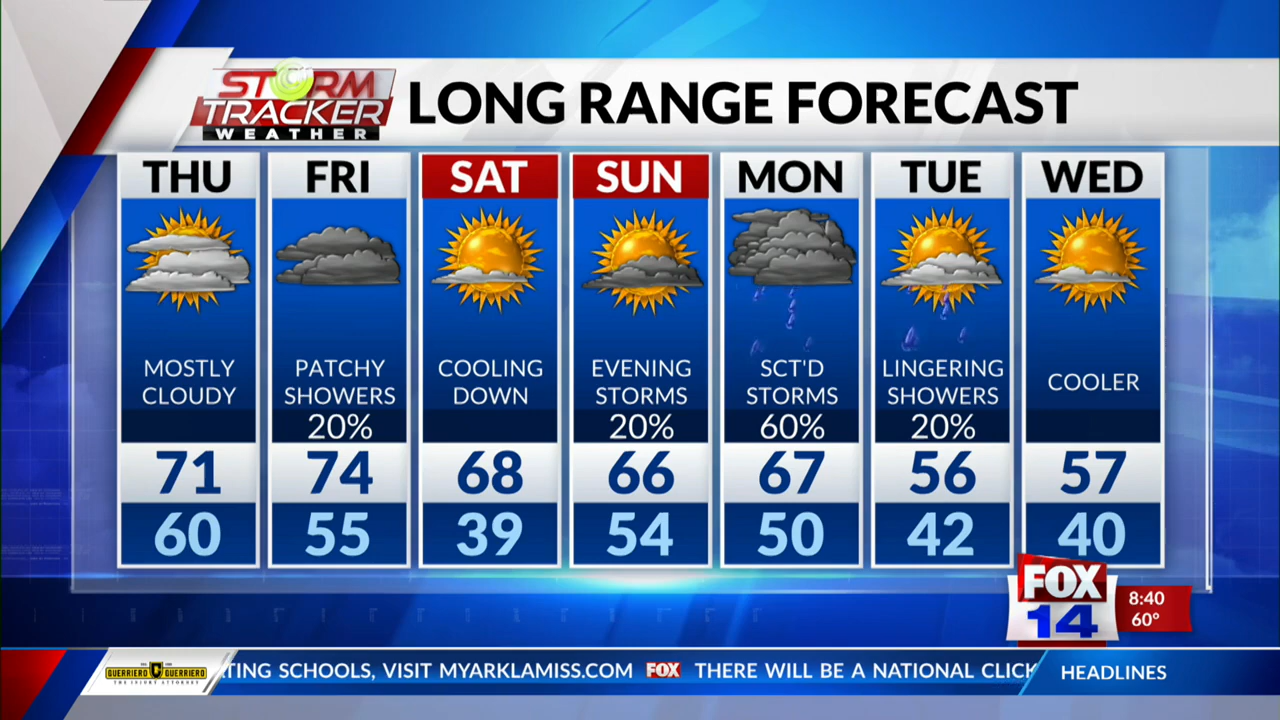 STORM
TRACKER
WEATHER
LONG RANGE FORECAST
THU
MOSTLY
CLOUDY
71
60
FRI
PATCHY
SHOWERS
20%
74
55
SAT
COOLING
DOWN
68
39
SUN
EVENING
STORMS
20%
66
54
MON
SCT'D
STORMS
60%
67
50
TUE
LINGERING
SHOWERS
20%
56
42
WED
COOLER
57
40
FOX
14
8:40
60°
GUERRIERO GUERRIERO
THE INJURY ATTORNEY
TING SCHOOLS, VISIT MYARKLAMISS.COM FOX THERE WILL BE A NATIONAL CLICK
HEADLINES